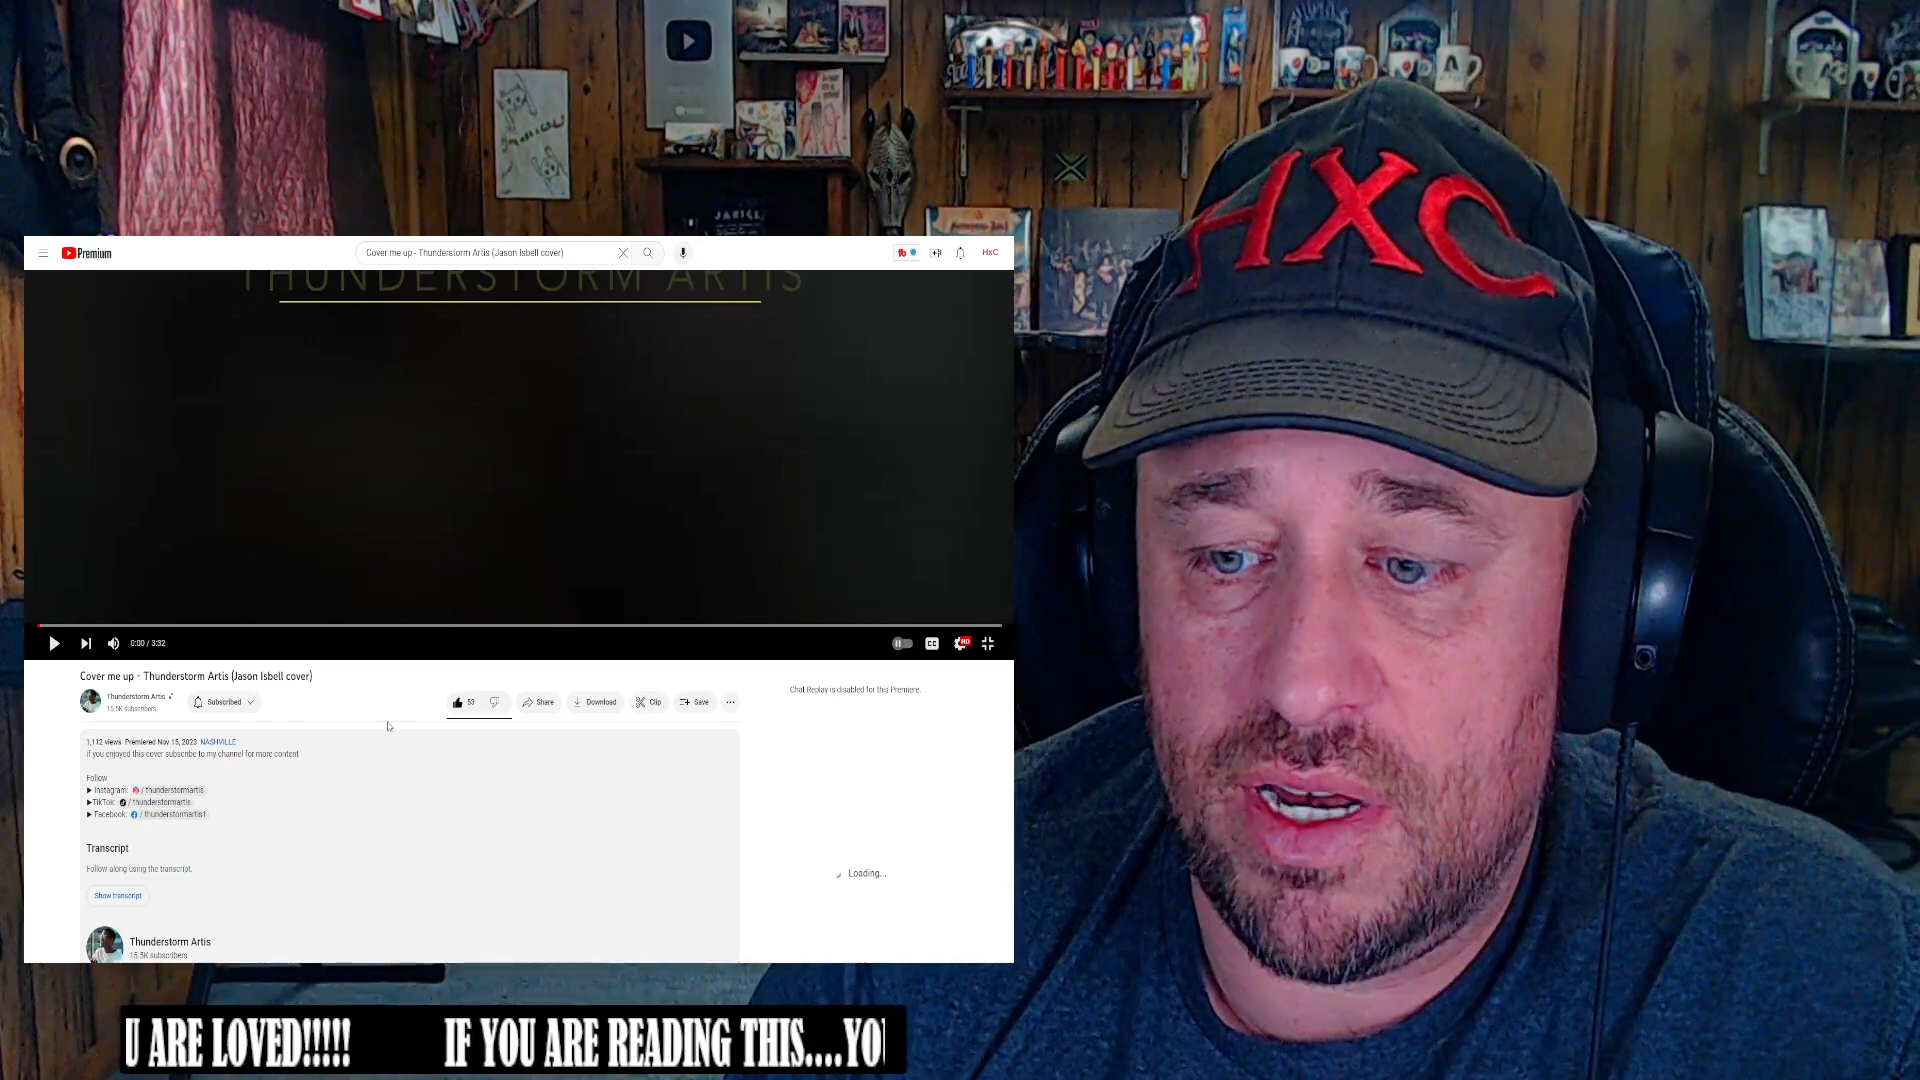 JANICE
HXC
Premium
Cover me up - Thunderstorm Artis (Jason Isbell cover)
HxC
THUNDERSTORM ARTIS
0:00 / 3:32
CC
HD
Cover me up - Thunderstorm Artis (Jason Isbell cover)
Thunderstorm Artis
15.5K subscribers
Subscribed
53
Share
Download
Clip
Save
Chat Replay is disabled for this Premiere.
1,112 views Premiered Nov 15, 2023 NASHVILLE
if you enjoyed this cover subscribe to my channel for more content
Follow
▶ Instagram: / thunderstormartis
▶TikTok: / thunderstormartis
▶ Facebook: / thunderstormartis1
Transcript
Follow along using the transcript.
Show transcript
Loading...
Thunderstorm Artis
15.5K subscribers
U ARE LOVED!!!!! IF YOU ARE READING THIS....YO